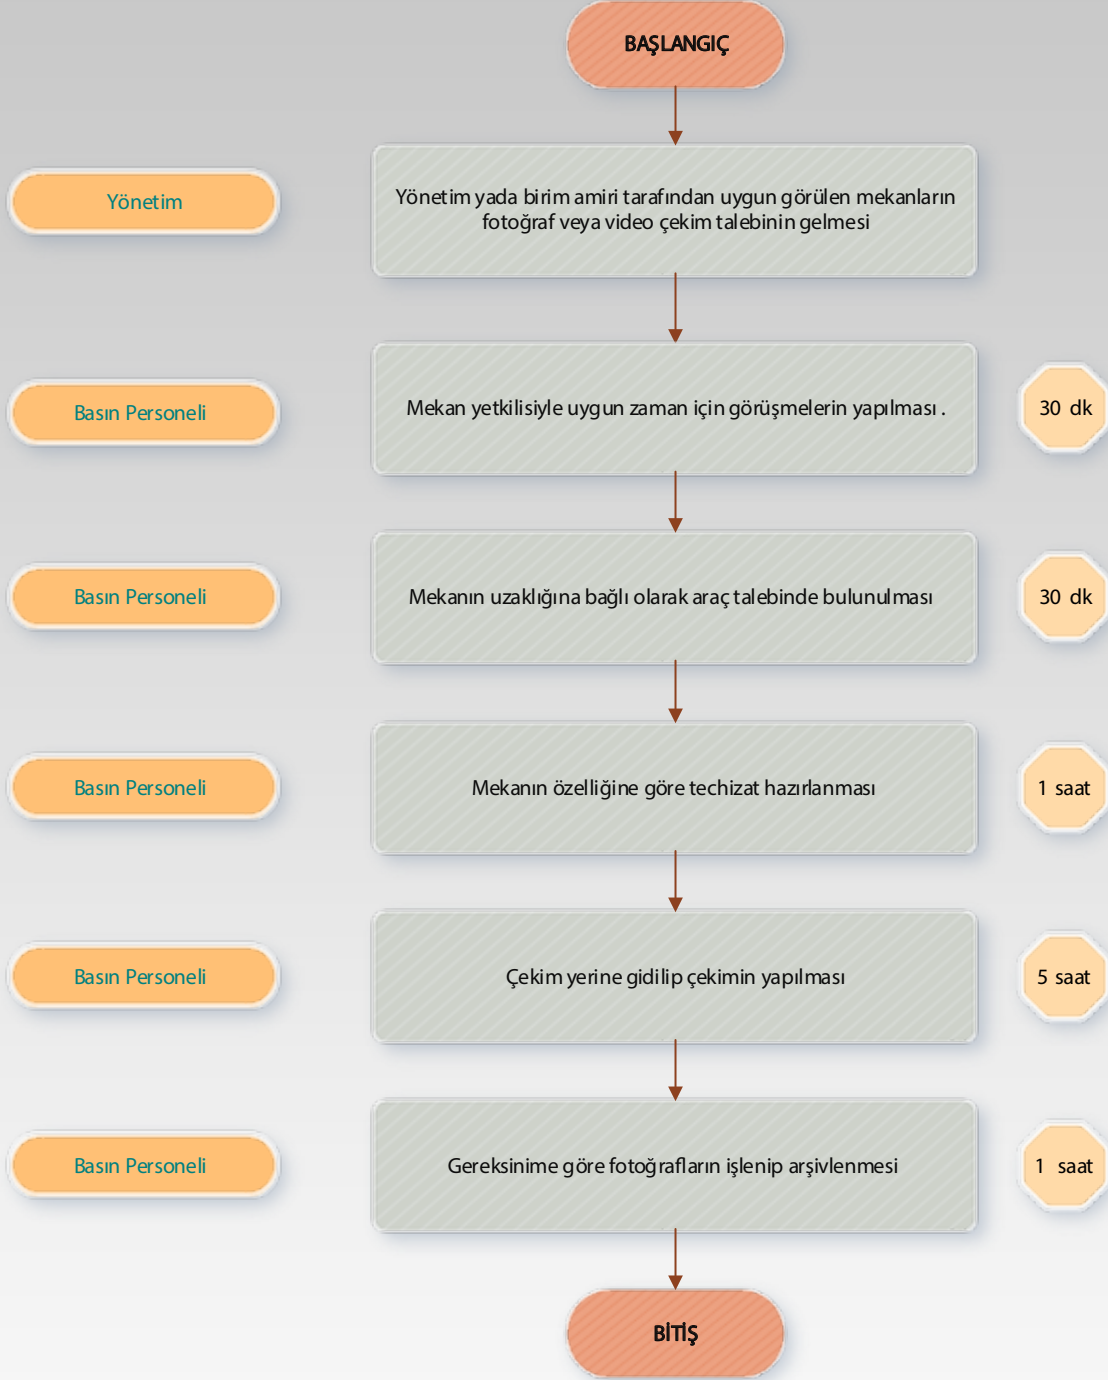 BAŞLANGIÇ
Yönetim
Yönetim yada birim amiri tarafından uygun görülen mekanların
fotoğraf veya video çekim talebinin gelmesi
Basın Personeli
Mekan yetkilisiyle uygun zaman için görüşmelerin yapılması .
30 dk
Basın Personeli
Mekanın uzaklığına bağlı olarak araç talebinde bulunulması
30 dk
Basın Personeli
Mekanın özelliğine göre techizat hazırlanması
1 saat
Basın Personeli
Çekim yerine gidilip çekimin yapılması
5 saat
Basın Personeli
Gereksinime göre fotoğrafların işlenip arşivlenmesi
1 saat
BİTİŞ